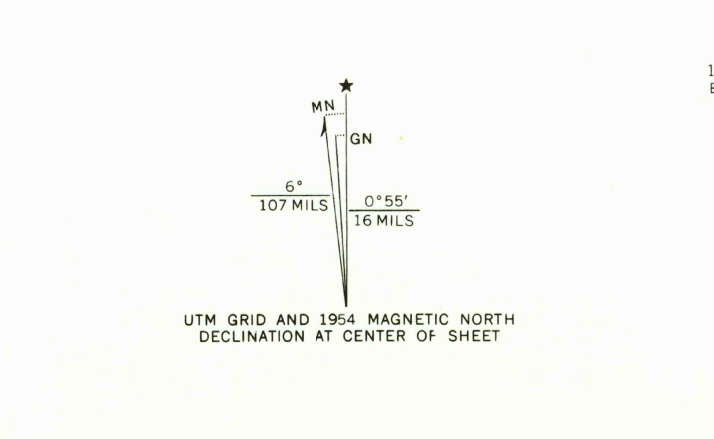 MN
GN
6°
107 MILS
0°55′
16 MILS
UTM GRID AND 1954 MAGNETIC NORTH
DECLINATION AT CENTER OF SHEET